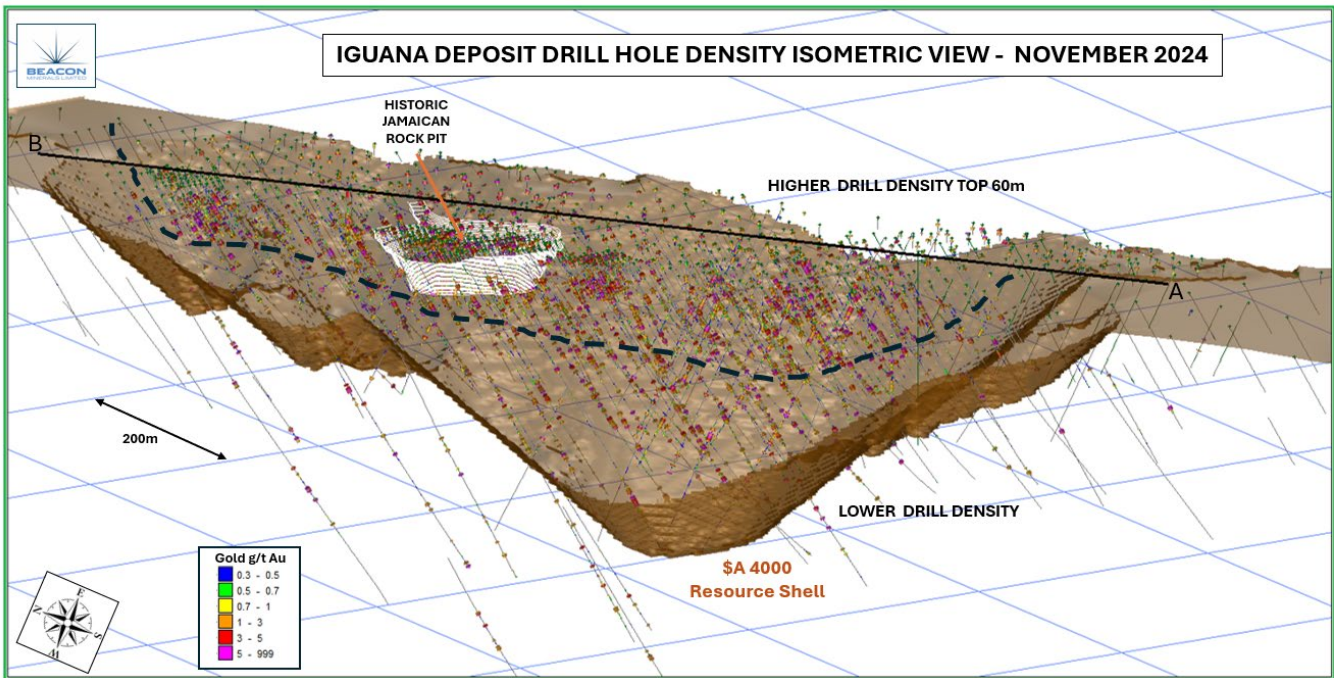 BEACON
MINERALS LIMITED
IGUANA DEPOSIT DRILL HOLE DENSITY ISOMETRIC VIEW - NOVEMBER 2024
HISTORIC
JAMAICAN
ROCK PIT
B
HIGHER DRILL DENSITY TOP 60m
A
200m
LOWER DRILL DENSITY
$A 4000
Resource Shell
Gold g/t Au
0.3 - 0.5
0.5 - 0.7
0.7 - 1
1 - 3
3 - 5
5 - 999
E
N
S
W